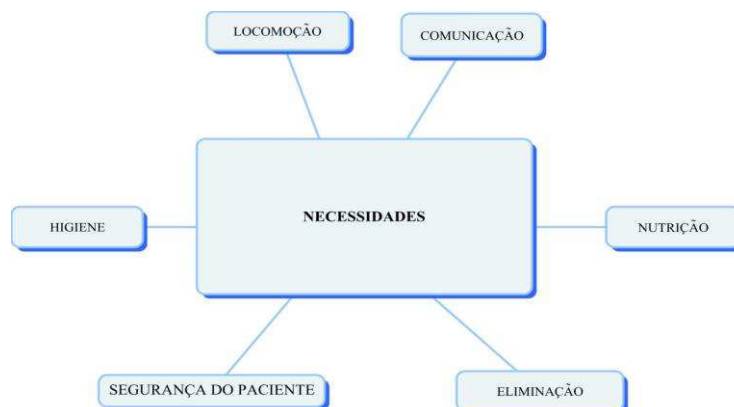 LOCOMOÇÃO
COMUNICAÇÃO
NECESSIDADES
HIGIENE
NUTRIÇÃO
SEGURANÇA DO PACIENTE
ELIMINAÇÃO